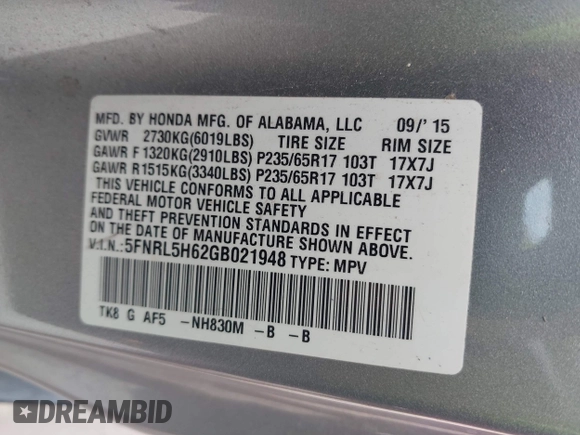 MFD. BY HONDA MFG. OF ALABAMA, LLC 09/' 15
GVWR 2730KG(6019LBS) TIRE SIZE RIM SIZE
GAWR F 1320KG(2910LBS) P235/65R17 103T 17X7J
GAWR R 1515KG(3340LBS) P235/65R17 103T 17X7J
THIS VEHICLE CONFORMS TO ALL APPLICABLE
FEDERAL MOTOR VEHICLE SAFETY
AND THEFT PREVENTION STANDARDS IN EFFECT
ON THE DATE OF MANUFACTURE SHOWN ABOVE.
V.I.N.:5FNRL5H62GB021948 TYPE: MPV
TK8 G AF5 -NH830M -B -B
DREAMBID